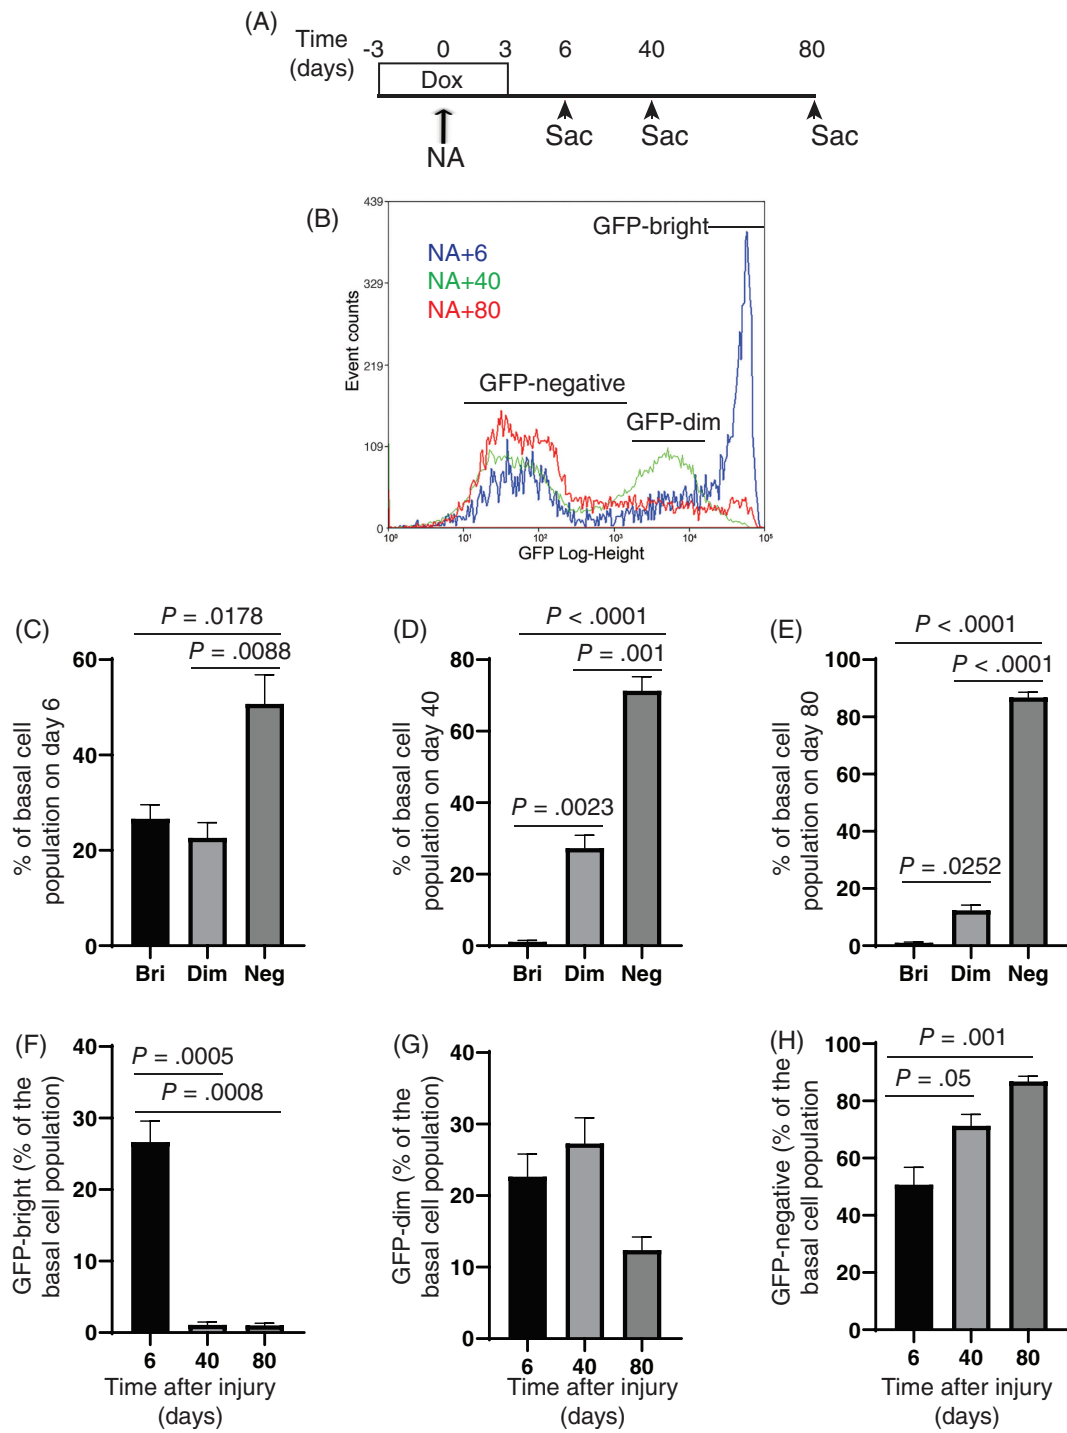 (A)
Time
(days)
-3 0 3 6 40 80
Dox
NA
Sac Sac Sac
(B)
439
329
219
109
0
Event counts
GFP-bright
NA+6
NA+40
NA+80
GFP-negative
GFP-dim
10⁰ 10¹ 10² 10³ 10⁴ 10⁵
GFP Log-Height
(C)
P = .0178
P = .0088
60
40
20
0
% of basal cell
population on day 6
Bri Dim Neg
(D)
P < .0001
P = .001
P = .0023
80
60
40
20
0
% of basal cell
population on day 40
Bri Dim Neg
(E)
P < .0001
P < .0001
P = .0252
100
80
60
40
20
0
% of basal cell
population on day 80
Bri Dim Neg
(F)
P = .0005
P = .0008
40
30
20
10
0
GFP-bright (% of the
basal cell population)
6 40 80
Time after injury
(days)
(G)
40
30
20
10
0
GFP-dim (% of the
basal cell population)
6 40 80
Time after injury
(days)
(H)
P = .001
P = .05
100
80
60
40
20
0
GFP-negative (% of the
basal cell population
6 40 80
Time after injury
(days)